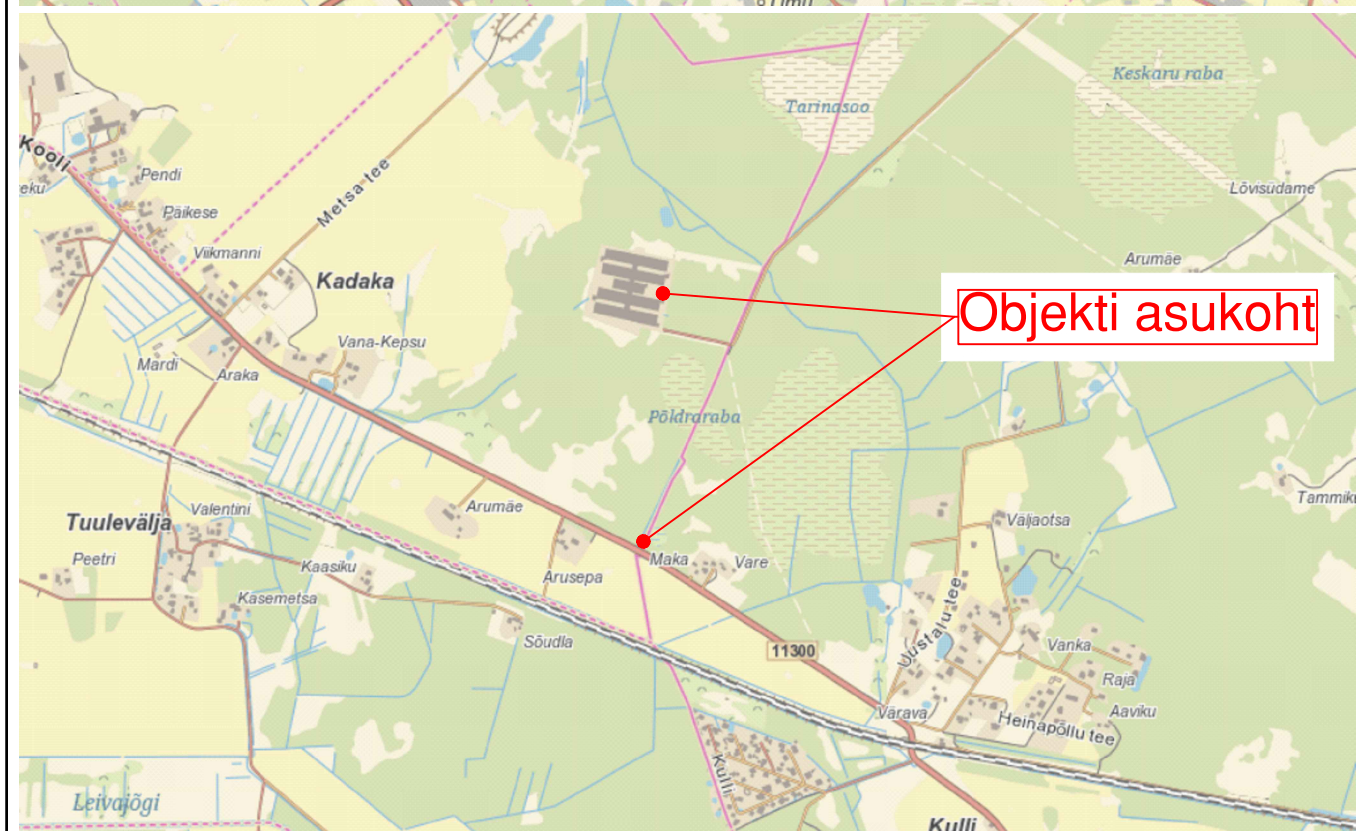 Keskaru raba
Tarinasoo
Kooli
Pendi
Metsa tee
Lõvisüdame
Päikese
Viikmanni
Arumäe
Kadaka
Objekti asukoht
Vana-Kepsu
Mardi
Araka
Põldraraba
Tammiku
Arumäe
Valentini
Tuulevälja
Väljaotsa
Peetri
Kaasiku
Maka
Vare
Arusepa
Kasemetsa
Uustalu tee
Sõudla
Vanka
11300
Raja
Värava
Aaviku
Heinapõllu tee
Kulli
Leivajõgi
Kulli